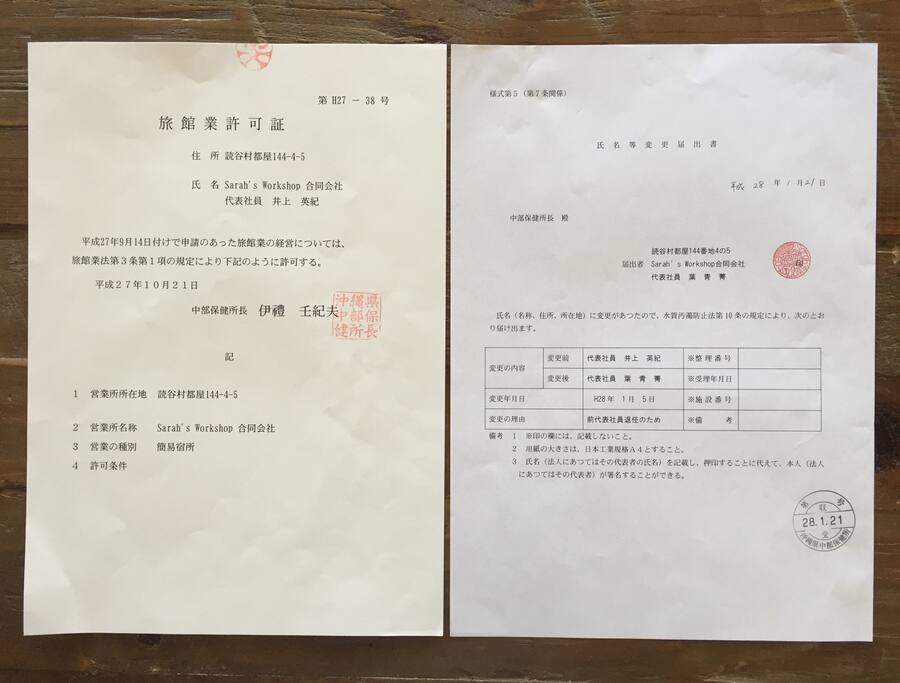 第 H27 － 38 号
旅館業許可証
住 所 読谷村都屋144-4-5
氏 名 Sarah's Workshop 合同会社
代表社員 井上 英紀
平成27年9月14日付けで申請のあった旅館業の経営については、
旅館業法第３条第１項の規定により下記のように許可する。
平成２７年１０月２１日
中部保健所長 伊禮 壬紀夫
沖縄県
中部保
健所長
記
1 営業所所在地 読谷村都屋144-4-5
2 営業所名称 Sarah's Workshop 合同会社
3 営業の種別 簡易宿所
4 許可条件
様式第５（第７条関係）
氏名等変更届出書
平成 28 年 1 月 21 日
中部保健所長 殿
読谷村都屋144番地4の5
届出者 Sarah's Workshop合同会社 印
代表社員 葉 青 菁
氏名（名称、住所、所在地）に変更があつたので、水質汚濁防止法第 10 条の規定により、次のとお
り届け出ます。
変更の内容 変更前 代表社員 井上 英紀 ※整理番号
変更後 代表社員 葉 青 菁 ※受理年月日
変更年月日 H28 年 1 月 5 日 ※施設番号
変更の理由 前代表社員退任のため ※備 考
備考 1 ※印の欄には、記載しないこと。
2 用紙の大きさは、日本工業規格Ａ４とすること。
3 氏名（法人にあつてはその代表者の氏名）を記載し、押印することに代えて、本人（法人
にあつてはその代表者）が署名することができる。
第 号
収
28.1.21
受
沖縄県中部保健所